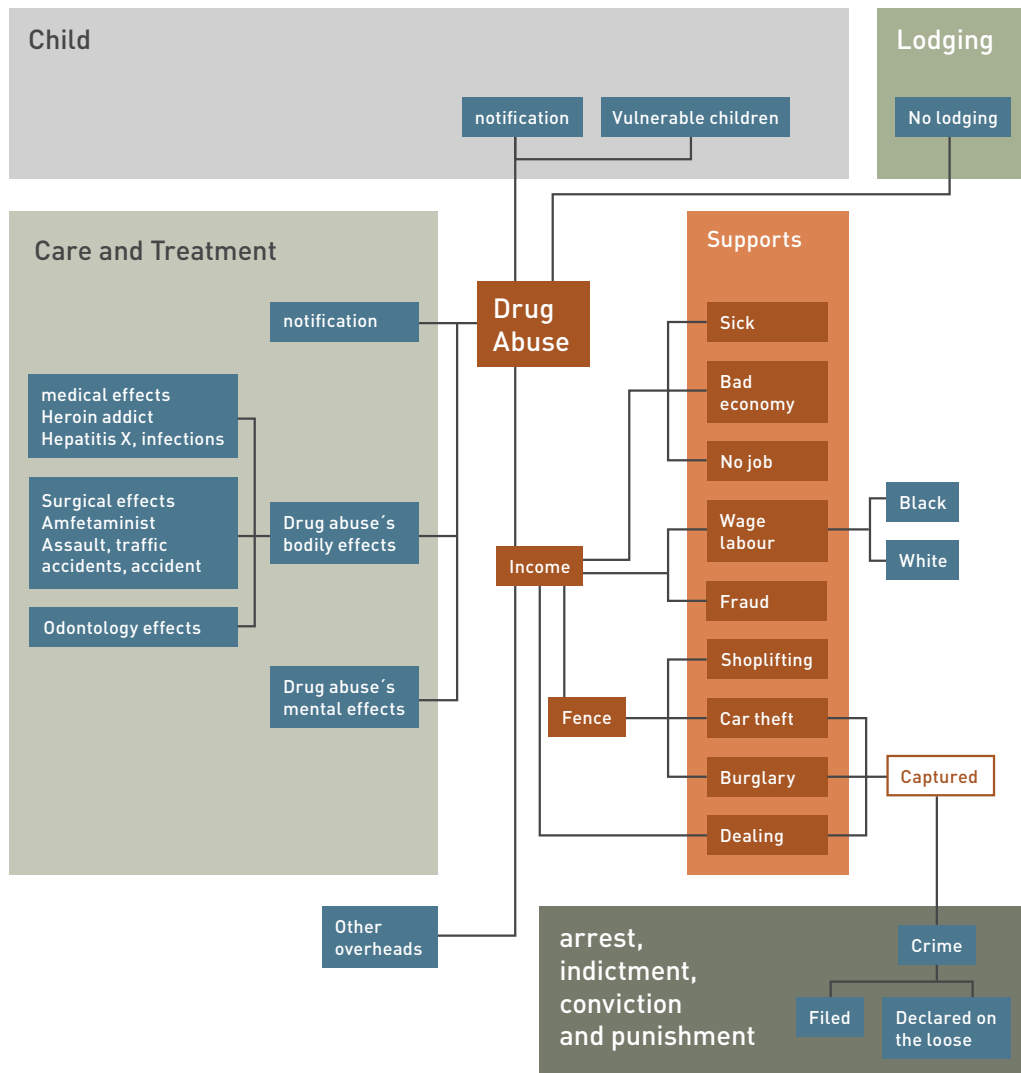 Child
Lodging
notification
Vulnerable children
No lodging
Care and Treatment
Supports
Drug
Abuse
notification
Sick
medical effects
Heroin addict
Hepatitis X, infections
Bad
economy
No job
Surgical effects
Amfetaminist
Assault, traffic
accidents, accident
Drug abuse´s
bodily effects
Wage
labour
Black
White
Income
Fraud
Odontology effects
Shoplifting
Drug abuse´s
mental effects
Fence
Car theft
Burglary
Captured
Dealing
Other
overheads
arrest,
indictment,
conviction
and punishment
Crime
Filed
Declared on
the loose